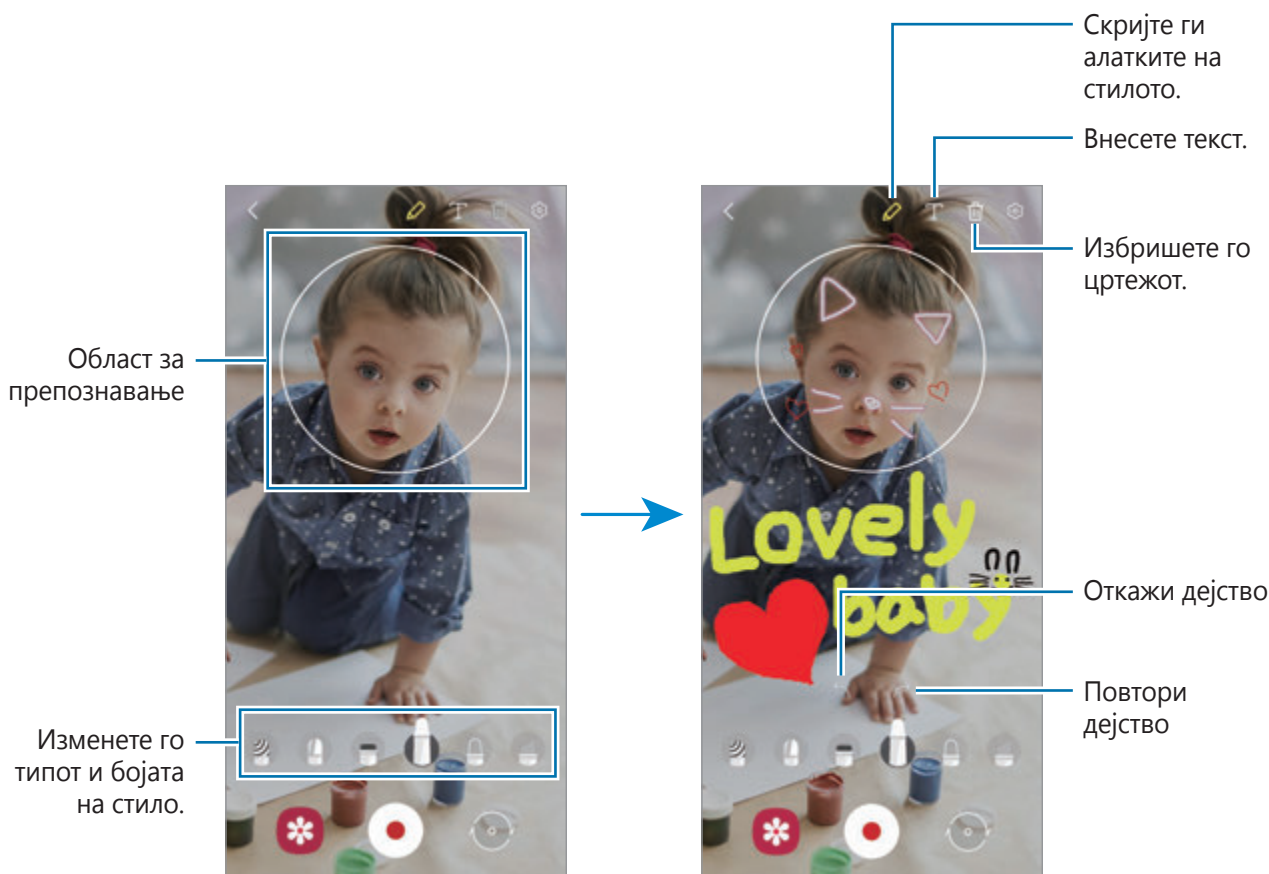 Скријте ги
алатките на
стилото.
Внесете текст.
Избришете го
цртежот.
Област за
препознавање
Lovely
baby
Откажи дејство
Повтори
дејство
Изменете го
типот и бојата
на стило.